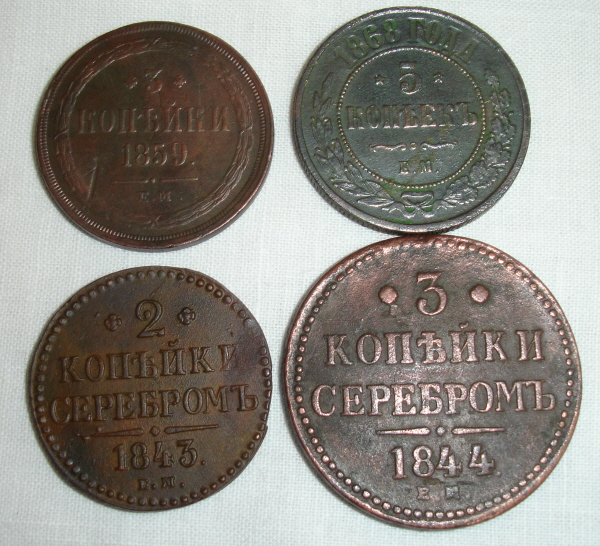 3
КОПѢЙКИ
1859.
Е.М.
1868 ГОДА
5
КОПѢЕКЪ
Е.М.
2
КОПѢЙКИ
СЕРЕБРОМЪ
1843.
Е.М.
3
КОПѢЙКИ
СЕРЕБРОМЪ
1844
Е.М.